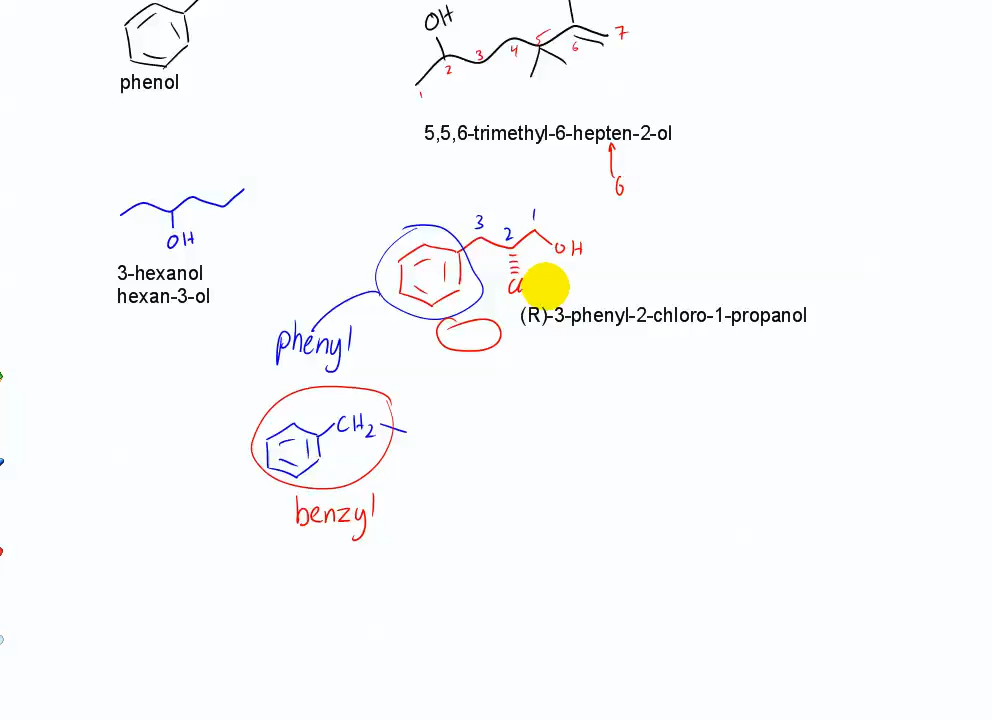 OH
1 2 3 4 5 6 7
phenol
5,5,6-trimethyl-6-hepten-2-ol
6
OH
3-hexanol
hexan-3-ol
3 2 1
OH
Cl
(R)-3-phenyl-2-chloro-1-propanol
phenyl
CH2
benzyl